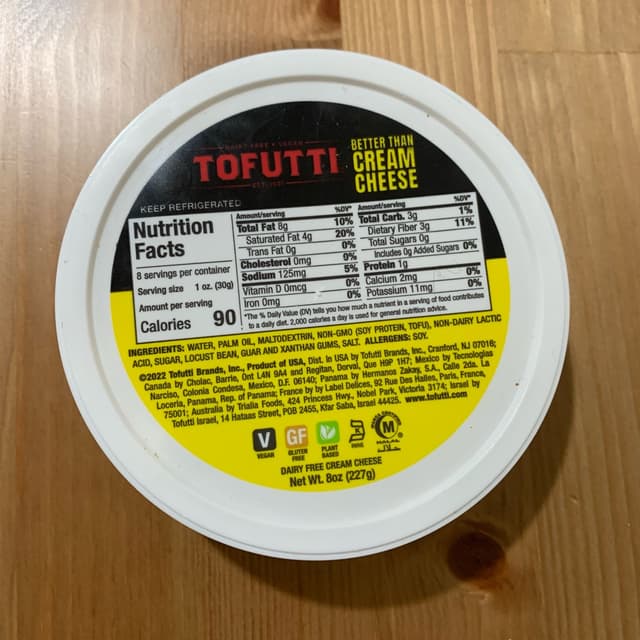 DAIRY FREE • VEGAN
TOFUTTI
BETTER THAN
CREAM
CHEESE
KEEP REFRIGERATED
Nutrition
Facts
8 servings per container
Serving size 1 oz. (30g)
Amount per serving
Calories 90
Amount/serving %DV*
Total Fat 8g 10%
Saturated Fat 4g 20%
Trans Fat 0g 0%
Cholesterol 0mg 0%
Sodium 125mg 5%
Vitamin D 0mcg 0%
Iron 0mg 0%
Amount/serving %DV*
Total Carb. 3g 1%
Dietary Fiber 3g 11%
Total Sugars 0g
Includes 0g Added Sugars 0%
Protein 1g
Calcium 2mg 0%
Potassium 11mg 0%
*The % Daily Value (DV) tells you how much a nutrient in a serving of food contributes
to a daily diet. 2,000 calories a day is used for general nutrition advice.
INGREDIENTS: WATER, PALM OIL, MALTODEXTRIN, NON-GMO (SOY PROTEIN, TOFU), NON-DAIRY LACTIC
ACID, SUGAR, LOCUST BEAN, GUAR AND XANTHAN GUMS, SALT. ALLERGENS: SOY.
©2022 Tofutti Brands, Inc., Product of USA, Dist. in USA by Tofutti Brands, Inc., Cranford, NJ 07016;
Canada by Cholac, Barrie, Ont L4N 9A4 and Regitan, Dorval, Que H9P 1H7; Mexico by Tecnologias
Narciso, Colonia Condesa, Mexico, D.F. 06140; Panama by Hermanos Zakay, S.A., Calle 2da. La
Loceria, Panama, Rep. of Panama; France by by Label Delices, 92 Rue Des Halles, Paris, France,
75001; Australia by Trialia Foods, 424 Princess Hwy., Nobel Park, Victoria 3174; Israel by
Tofutti Israel, 14 Hataas Street, POB 2455, Kfar Saba, Israel 44425. www.tofutti.com
V
VEGAN
GF
GLUTEN
FREE
PLANT
BASED
K
M
HALAL
DAIRY FREE CREAM CHEESE
Net Wt. 8oz (227g)